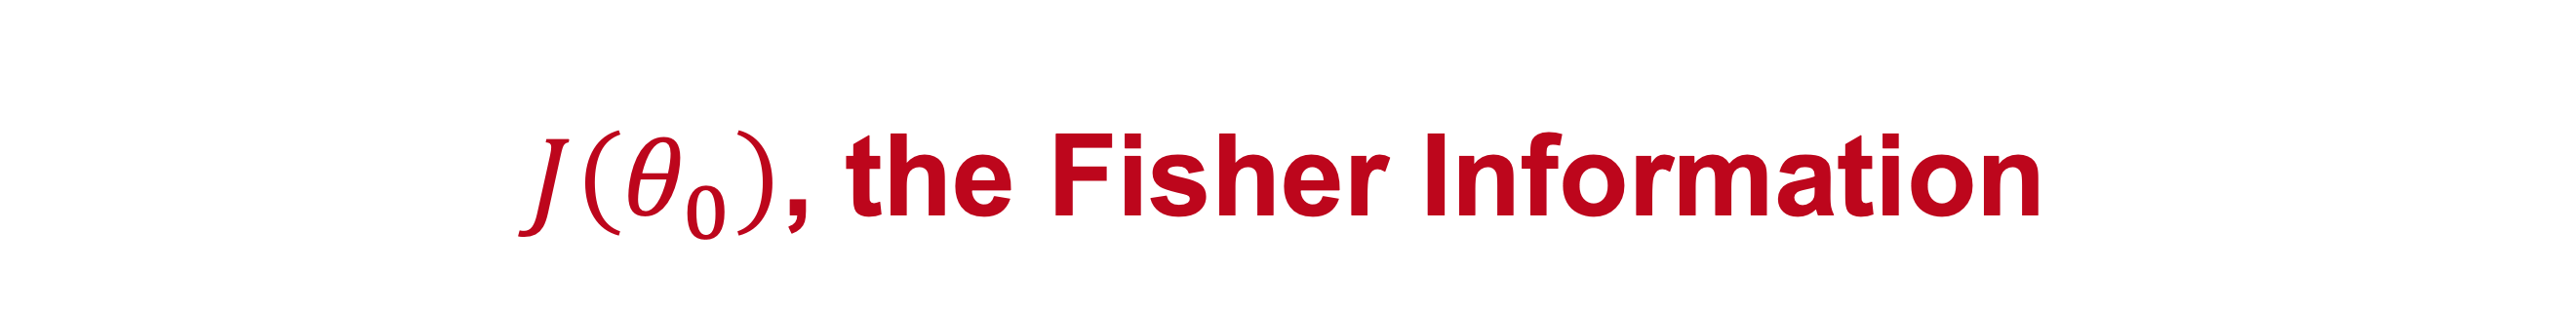 J(θ₀), the Fisher Information